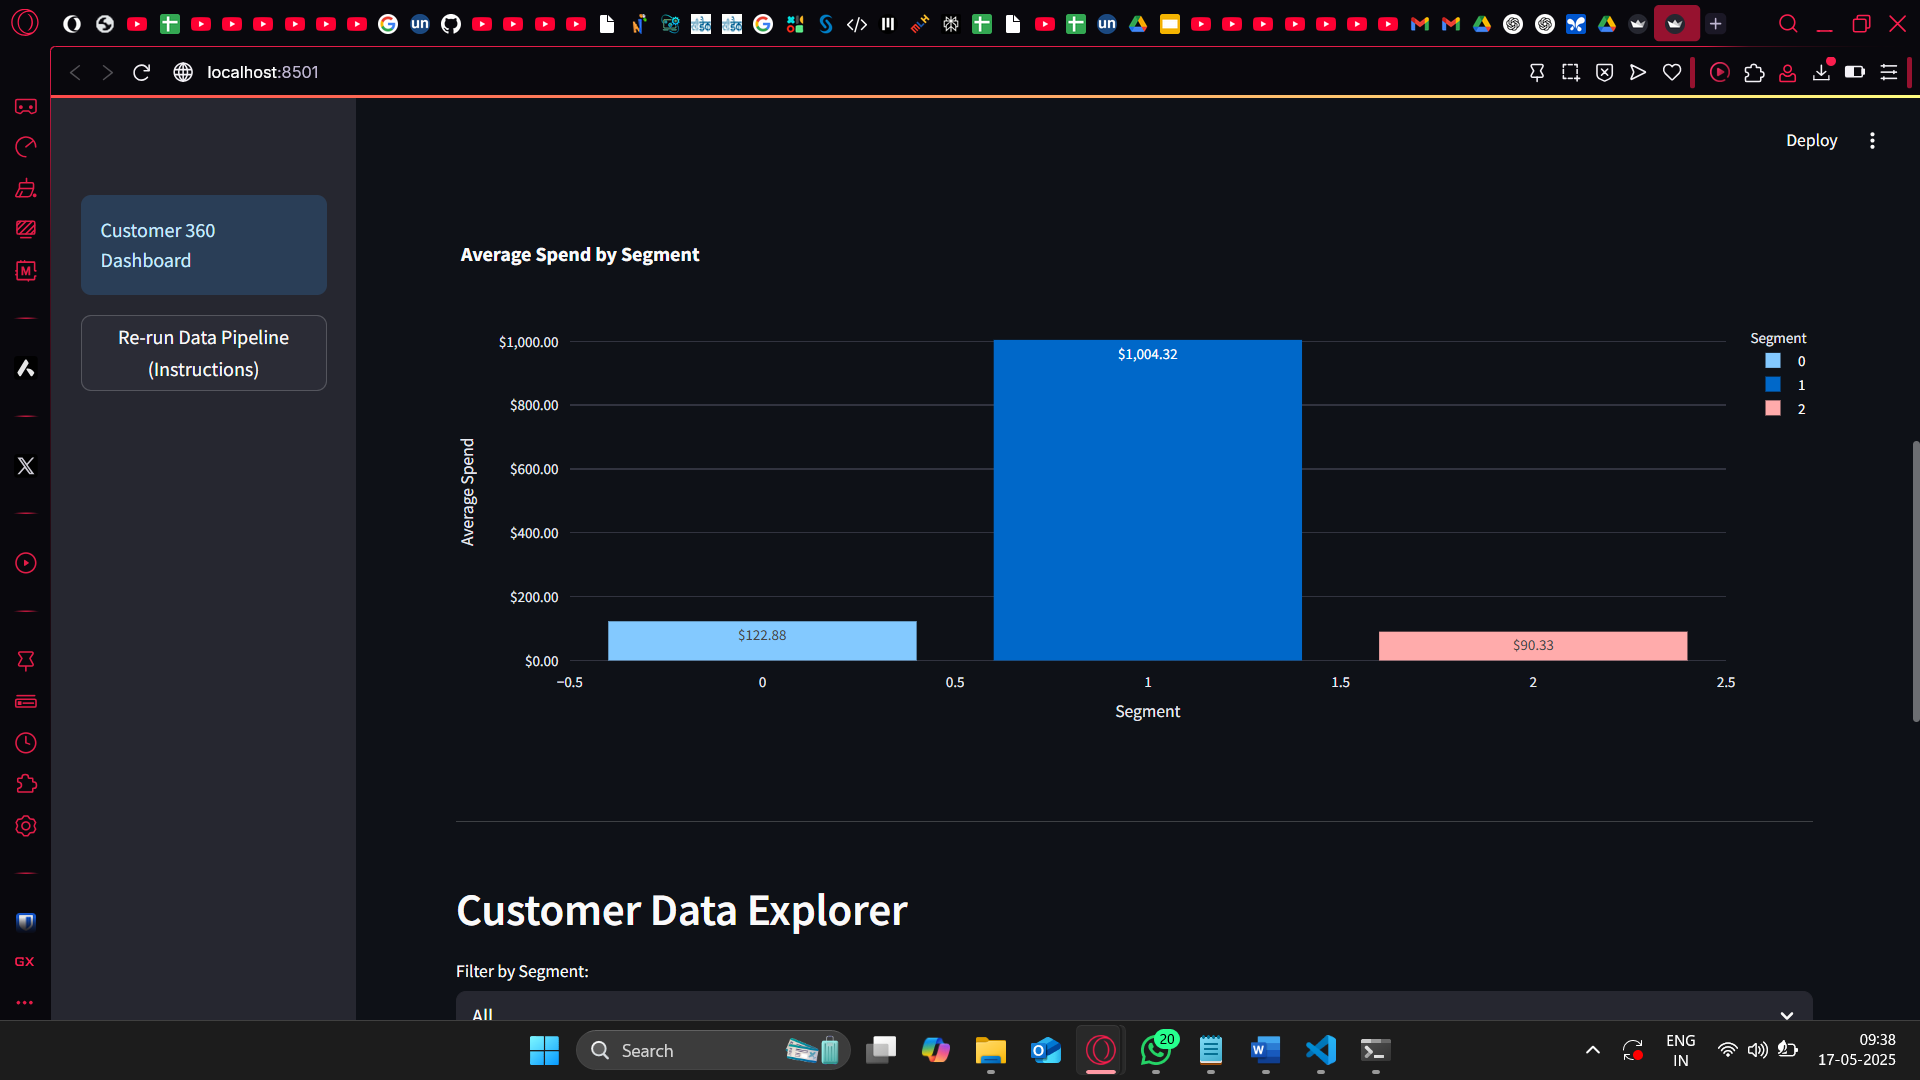 localhost:8501
Deploy
Customer 360
Dashboard
Re-run Data Pipeline
(Instructions)
Average Spend by Segment
$1,000.00
$800.00
$600.00
$400.00
$200.00
$0.00
Average Spend
$1,004.32
$122.88
$90.33
−0.5
0
0.5
1
1.5
2
2.5
Segment
Segment
0
1
2
Customer Data Explorer
Filter by Segment:
All
GX
Search
20
ENG
IN
09:38
17-05-2025